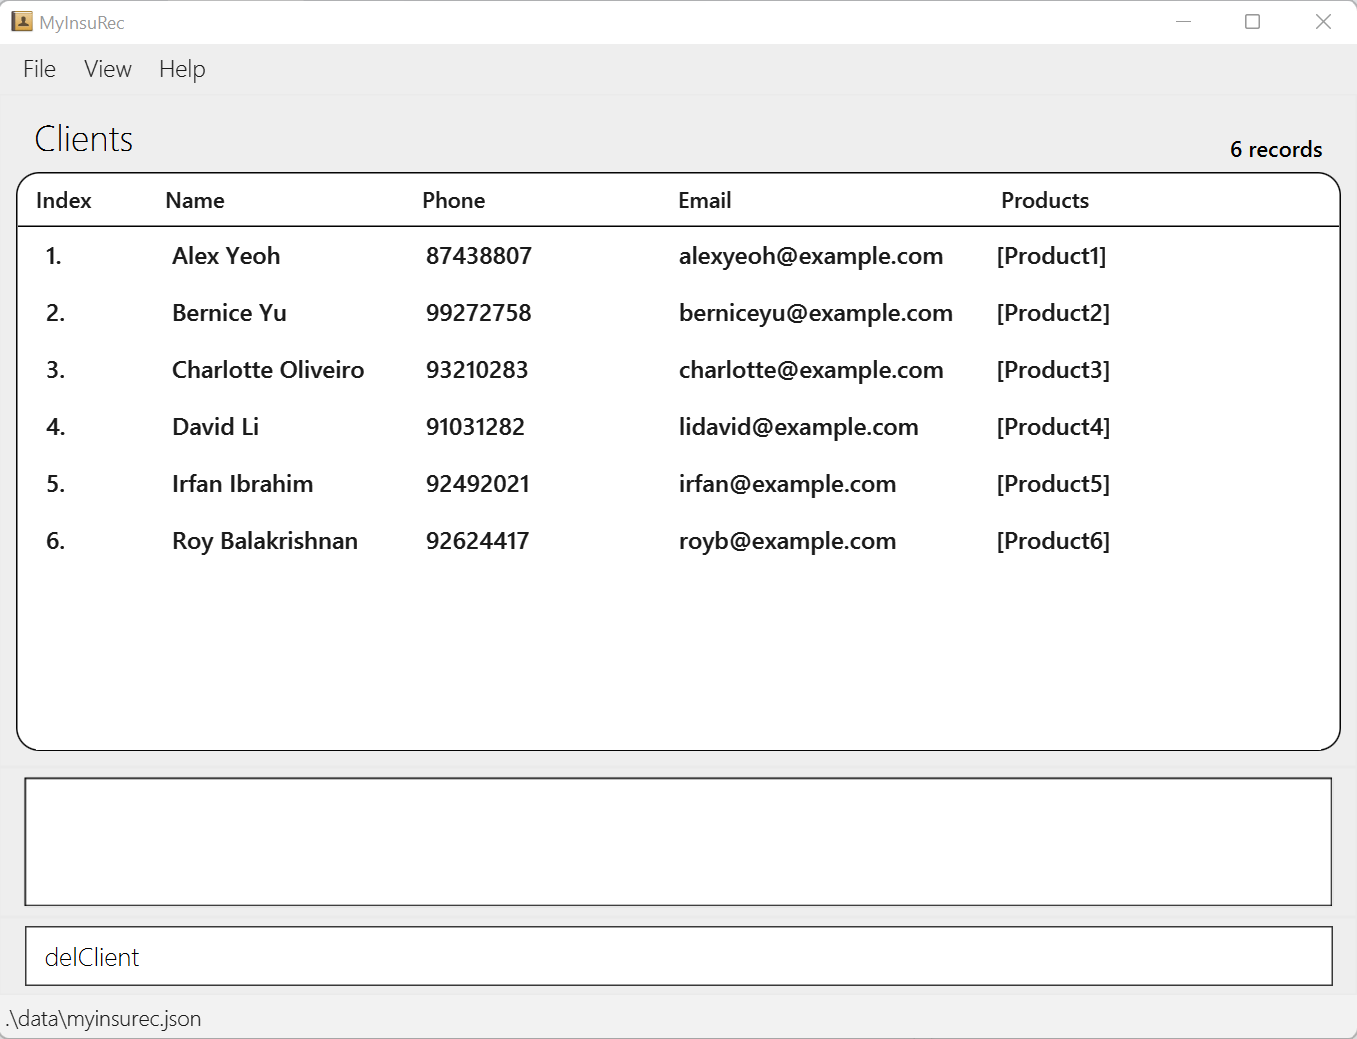 MyInsuRec
File View Help
Clients
6 records
Index Name Phone Email Products
1. Alex Yeoh 87438807 alexyeoh@example.com [Product1]
2. Bernice Yu 99272758 berniceyu@example.com [Product2]
3. Charlotte Oliveiro 93210283 charlotte@example.com [Product3]
4. David Li 91031282 lidavid@example.com [Product4]
5. Irfan Ibrahim 92492021 irfan@example.com [Product5]
6. Roy Balakrishnan 92624417 royb@example.com [Product6]
delClient
.\data\myinsurec.json